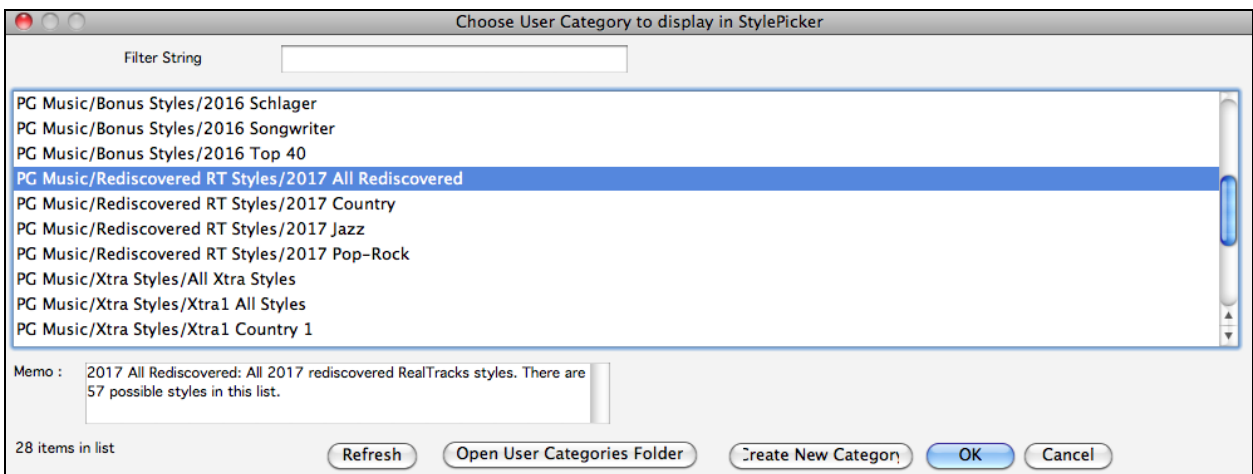 Choose User Category to display in StylePicker
Filter String
PG Music/Bonus Styles/2016 Schlager
PG Music/Bonus Styles/2016 Songwriter
PG Music/Bonus Styles/2016 Top 40
PG Music/Rediscovered RT Styles/2017 All Rediscovered
PG Music/Rediscovered RT Styles/2017 Country
PG Music/Rediscovered RT Styles/2017 Jazz
PG Music/Rediscovered RT Styles/2017 Pop-Rock
PG Music/Xtra Styles/All Xtra Styles
PG Music/Xtra Styles/Xtra1 All Styles
PG Music/Xtra Styles/Xtra1 Country 1
Memo :
2017 All Rediscovered: All 2017 rediscovered RealTracks styles. There are
57 possible styles in this list.
28 items in list
Refresh
Open User Categories Folder
Create New Category
OK
Cancel